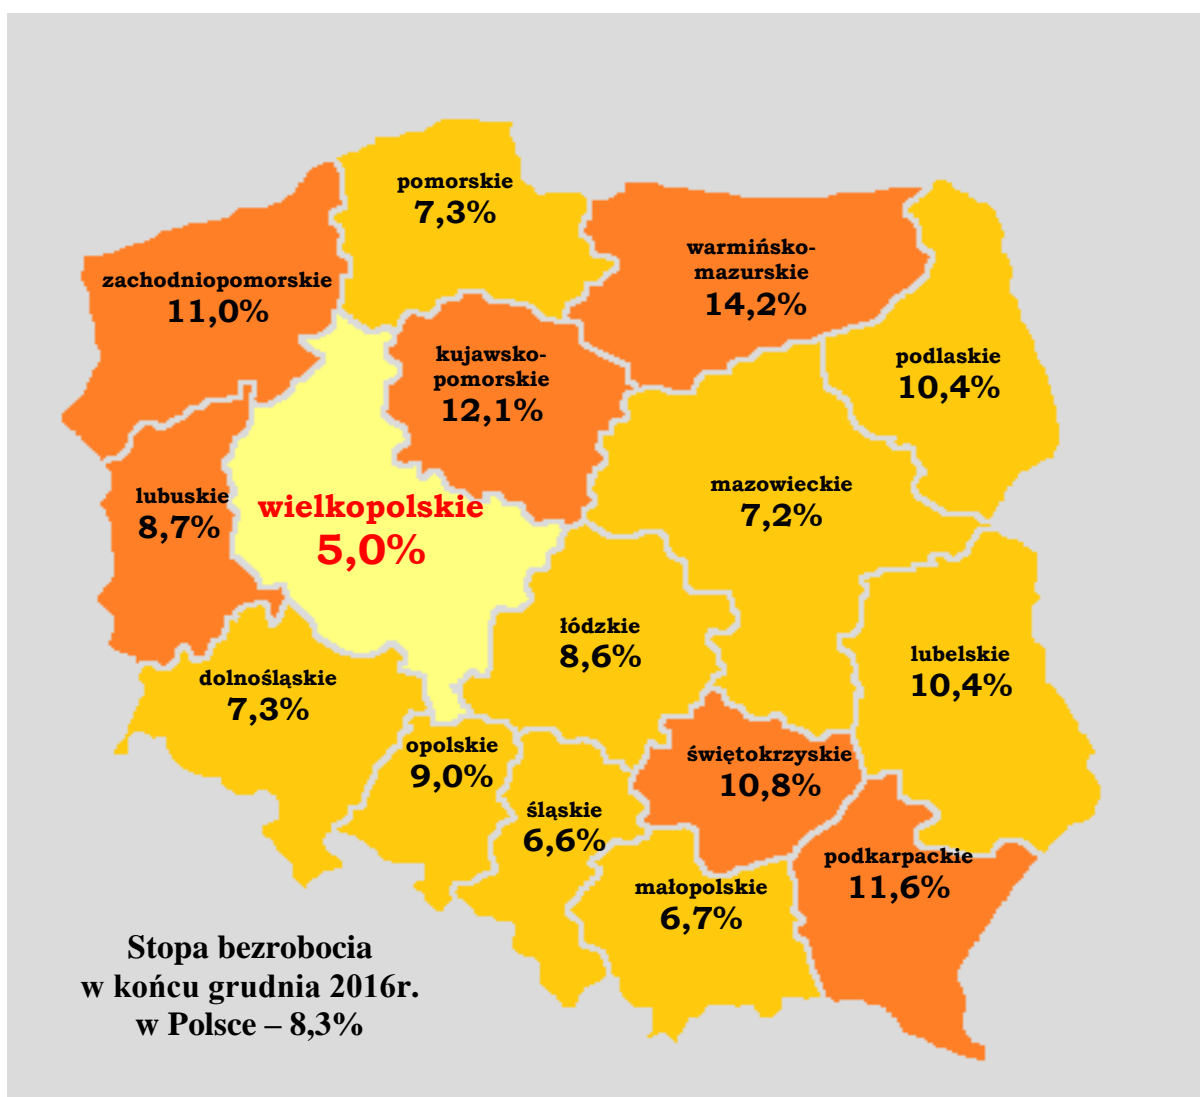 pomorskie
7,3%
warmińsko-
mazurskie
14,2%
zachodniopomorskie
11,0%
kujawsko-
pomorskie
12,1%
podlaskie
10,4%
lubuskie
8,7%
wielkopolskie
5,0%
mazowieckie
7,2%
łódzkie
8,6%
lubelskie
10,4%
dolnośląskie
7,3%
opolskie
9,0%
śląskie
6,6%
świętokrzyskie
10,8%
małopolskie
6,7%
podkarpackie
11,6%
Stopa bezrobocia
w końcu grudnia 2016r.
w Polsce – 8,3%